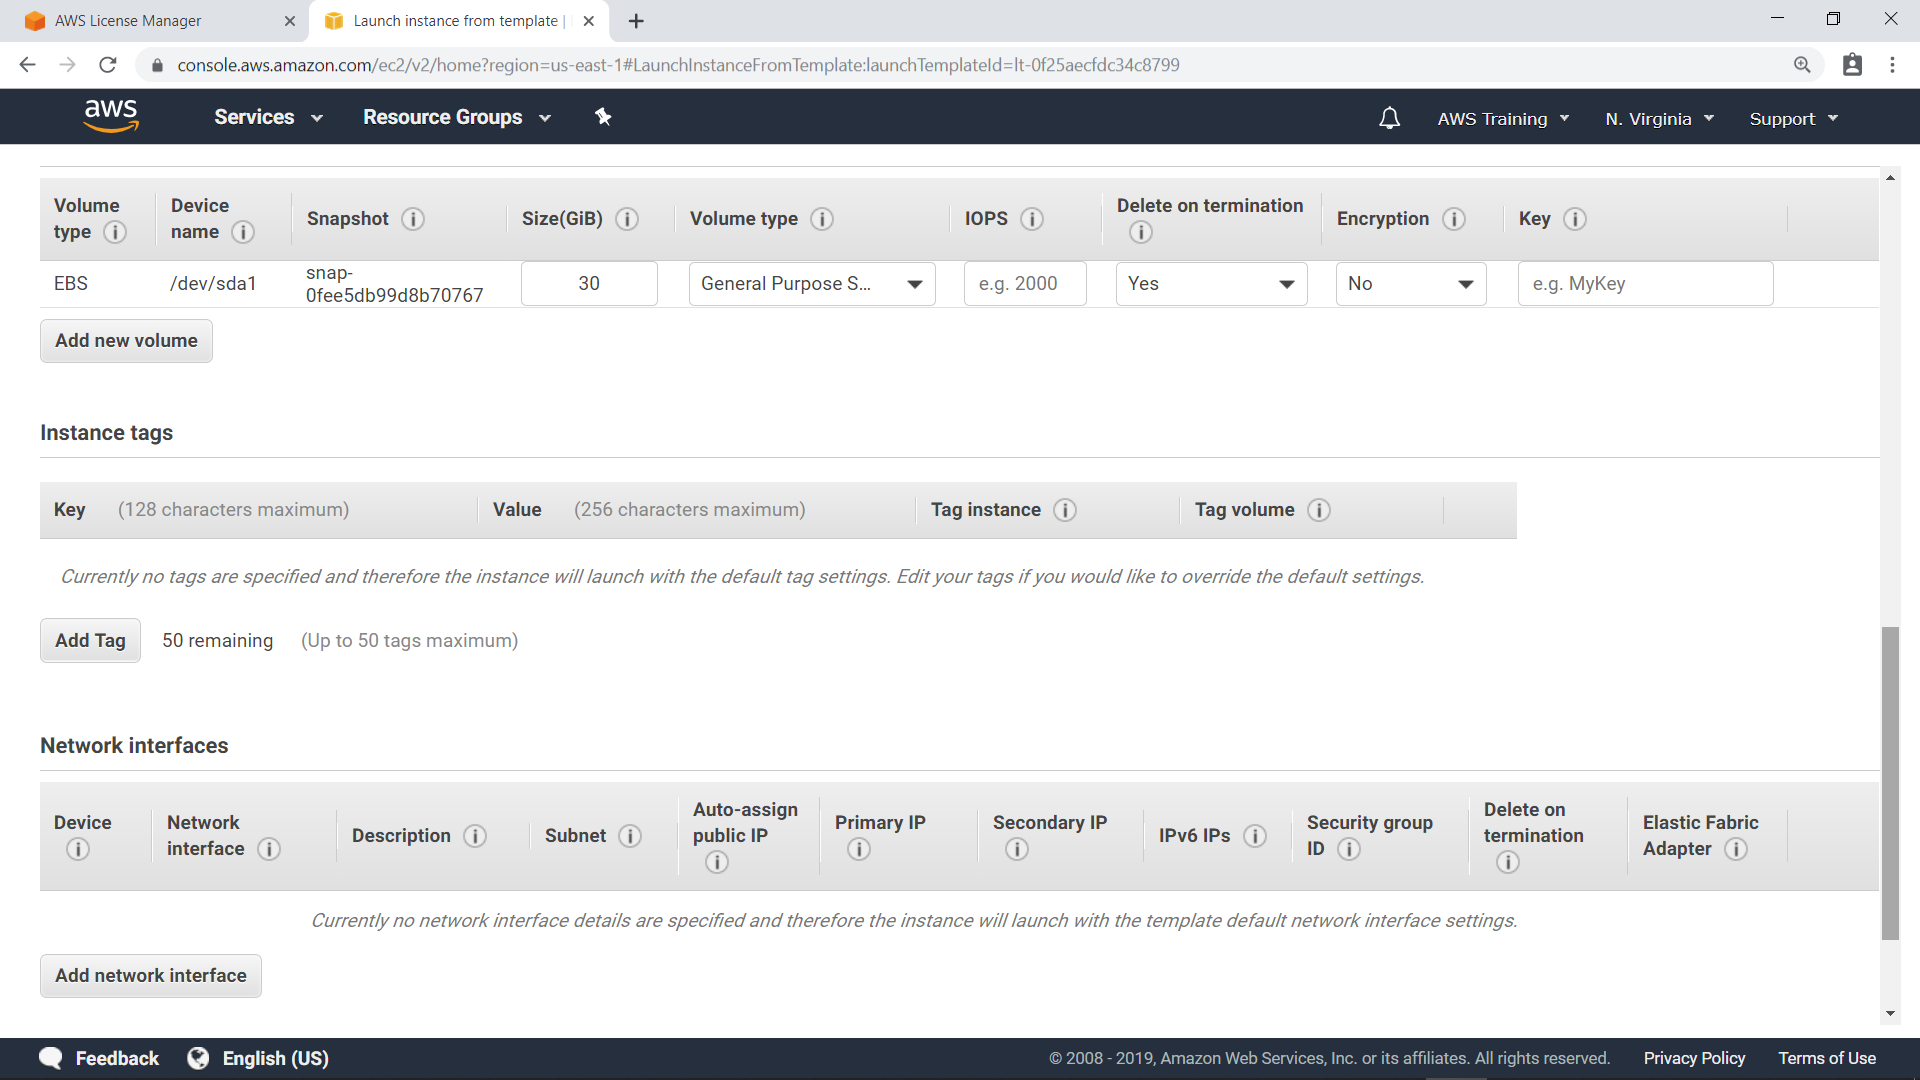 AWS License Manager
Launch instance from template |
console.aws.amazon.com/ec2/v2/home?region=us-east-1#LaunchInstanceFromTemplate:launchTemplateId=lt-0f25aecfdc34c8799
aws Services Resource Groups AWS Training N. Virginia Support
Volume type Device name Snapshot Size(GiB) Volume type IOPS Delete on termination Encryption Key
EBS /dev/sda1 snap-0fee5db99d8b70767 30 General Purpose S... e.g. 2000 Yes No e.g. MyKey
Add new volume
Instance tags
Key (128 characters maximum) Value (256 characters maximum) Tag instance Tag volume
Currently no tags are specified and therefore the instance will launch with the default tag settings. Edit your tags if you would like to override the default settings.
Add Tag 50 remaining (Up to 50 tags maximum)
Network interfaces
Device Network interface Description Subnet Auto-assign public IP Primary IP Secondary IP IPv6 IPs Security group ID Delete on termination Elastic Fabric Adapter
Currently no network interface details are specified and therefore the instance will launch with the template default network interface settings.
Add network interface
Feedback English (US) © 2008 - 2019, Amazon Web Services, Inc. or its affiliates. All rights reserved. Privacy Policy Terms of Use